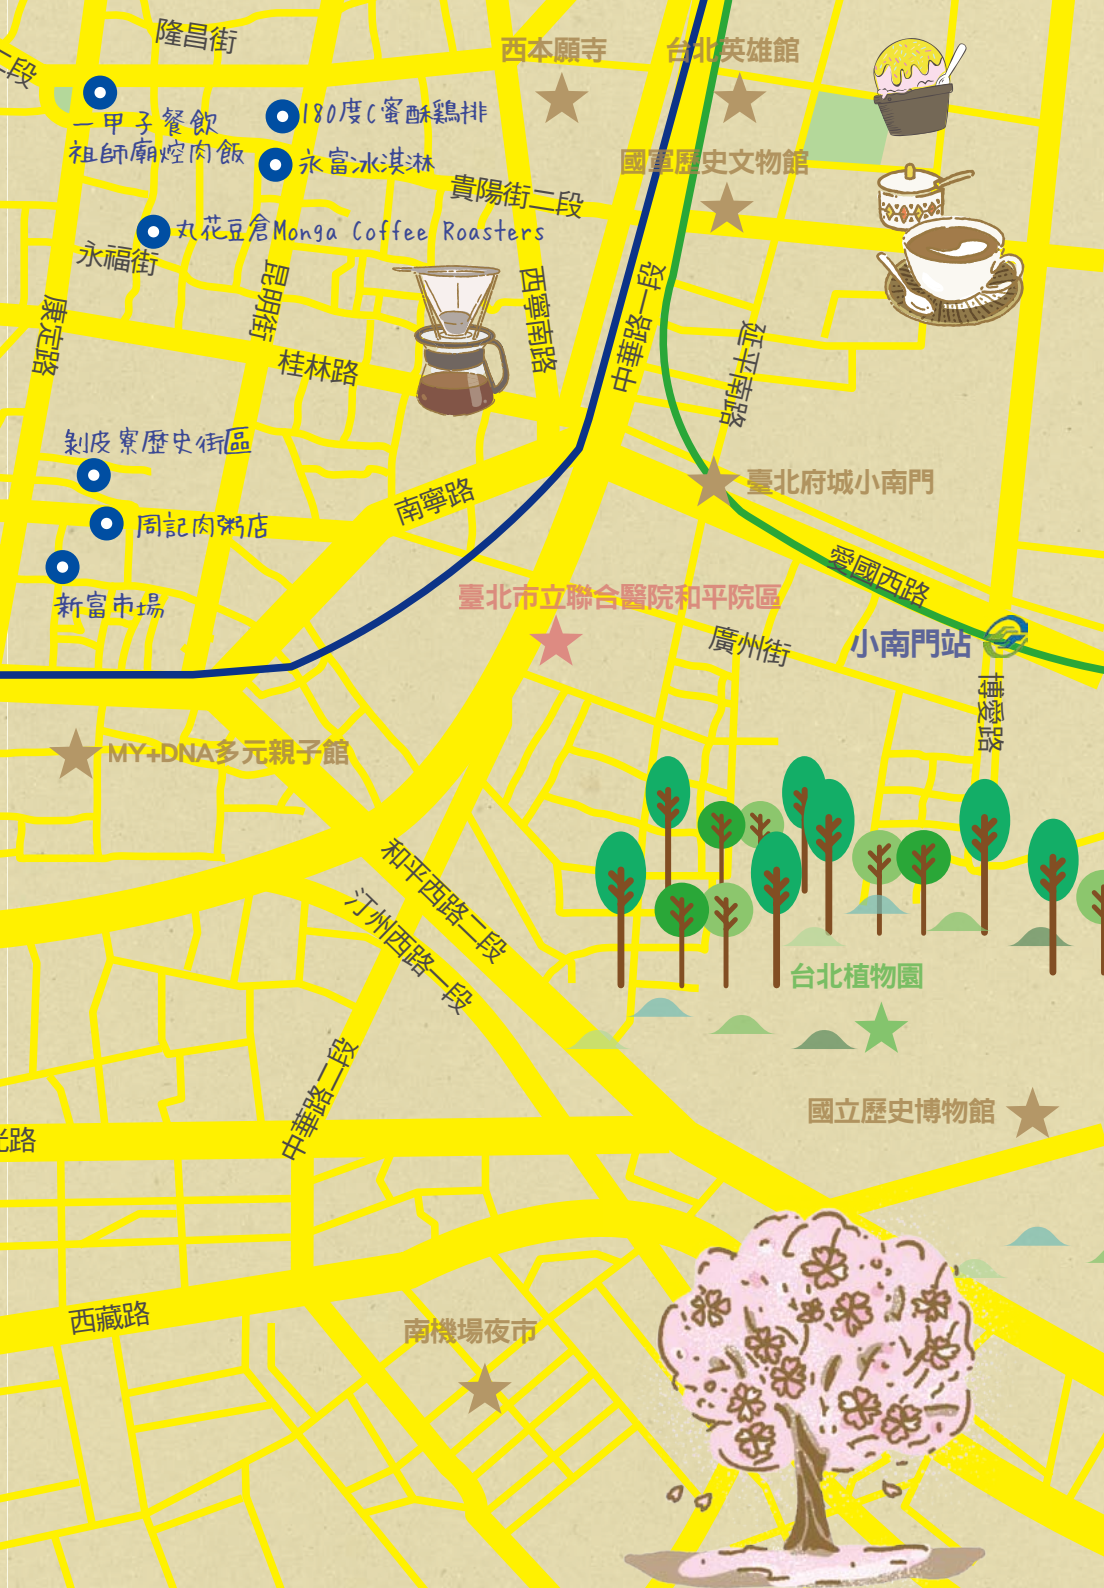 隆昌街
二段
西本願寺
台北英雄館
一甲子餐飲
祖師廟焢肉飯
180度C蜜酥鷄排
永富冰淇淋
國軍歷史文物館
貴陽街二段
丸花豆倉Monga Coffee Roasters
永福街
昆明街
西寧南路
中華路一段
康定路
桂林路
延平南路
剝皮寮歷史街區
南寧路
臺北府城小南門
周記肉粥店
愛國西路
新富市場
臺北市立聯合醫院和平院區
廣州街
小南門站
博愛路
MY+DNA多元親子館
和平西路二段
汀州西路一段
台北植物園
中華路二段
國立歷史博物館
光路
西藏路
南機場夜市